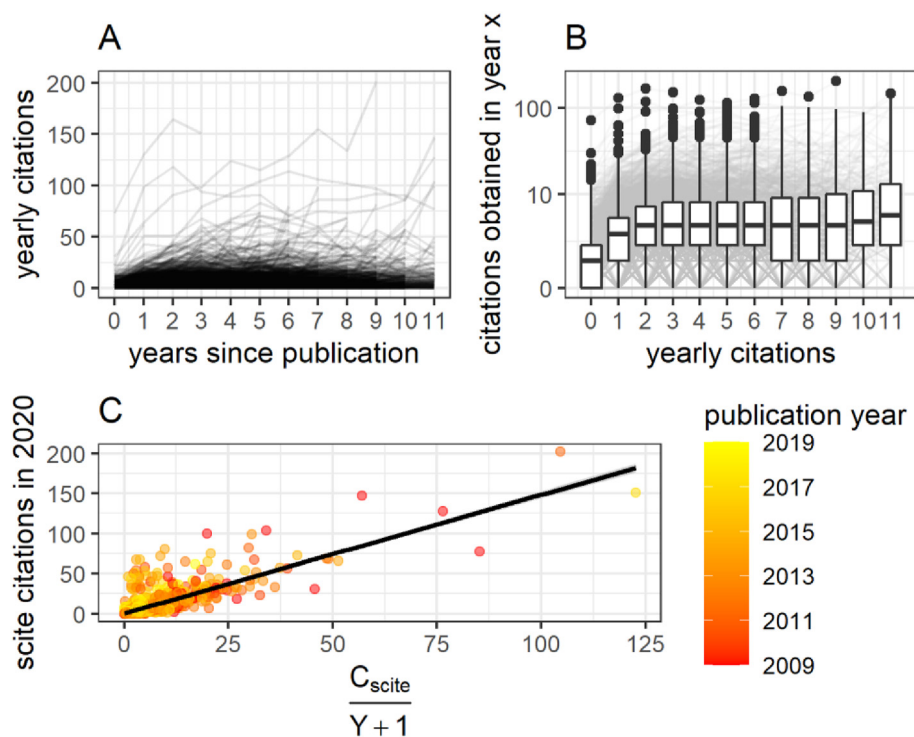 A
yearly citations
200
150
100
50
0
0 1 2 3 4 5 6 7 8 9 10 11
years since publication
B
citations obtained in year x
100
10
0
0 1 2 3 4 5 6 7 8 9 10 11
yearly citations
C
scite citations in 2020
200
150
100
50
0
0 25 50 75 100 125
C scite
Y + 1
publication year
2019
2017
2015
2013
2011
2009